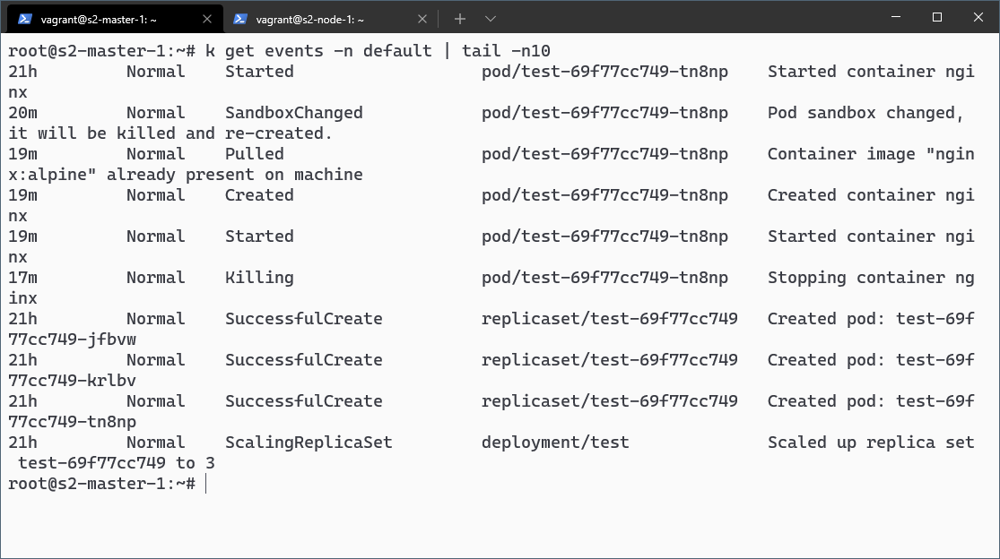 vagrant@s2-master-1: ~
vagrant@s2-node-1: ~
root@s2-master-1:~# k get events -n default | tail -n10
21h         Normal    Started                   pod/test-69f77cc749-tn8np    Started container ngi
nx
20m         Normal    SandboxChanged            pod/test-69f77cc749-tn8np    Pod sandbox changed,
it will be killed and re-created.
19m         Normal    Pulled                    pod/test-69f77cc749-tn8np    Container image "ngin
x:alpine" already present on machine
19m         Normal    Created                   pod/test-69f77cc749-tn8np    Created container ngi
nx
19m         Normal    Started                   pod/test-69f77cc749-tn8np    Started container ngi
nx
17m         Normal    Killing                   pod/test-69f77cc749-tn8np    Stopping container ng
inx
21h         Normal    SuccessfulCreate          replicaset/test-69f77cc749   Created pod: test-69f
77cc749-jfbvw
21h         Normal    SuccessfulCreate          replicaset/test-69f77cc749   Created pod: test-69f
77cc749-krlbv
21h         Normal    SuccessfulCreate          replicaset/test-69f77cc749   Created pod: test-69f
77cc749-tn8np
21h         Normal    ScalingReplicaSet         deployment/test              Scaled up replica set
 test-69f77cc749 to 3
root@s2-master-1:~#